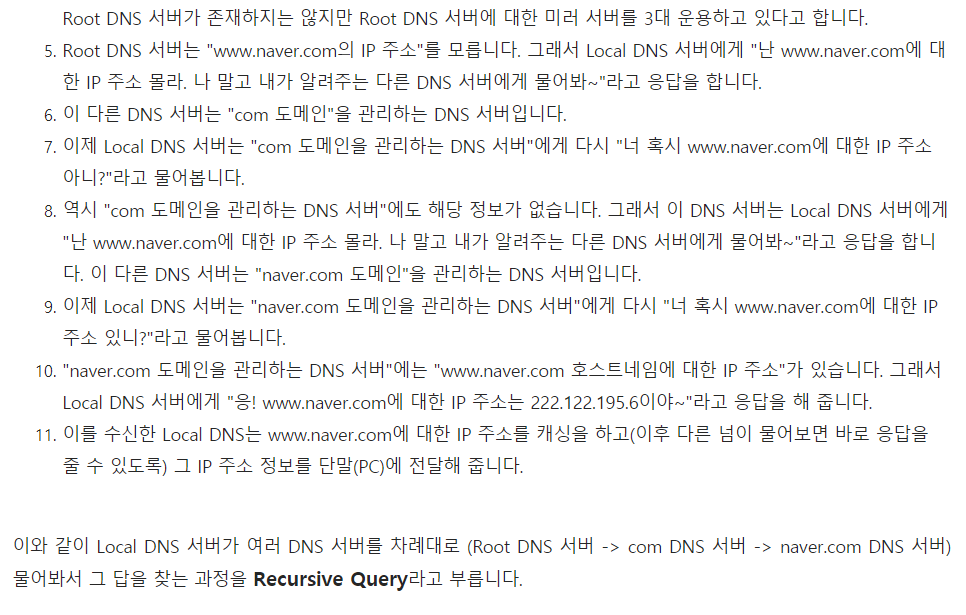 Root DNS 서버가 존재하지는 않지만 Root DNS 서버에 대한 미러 서버를 3대 운용하고 있다고 합니다.
5. Root DNS 서버는 "www.naver.com의 IP 주소"를 모릅니다. 그래서 Local DNS 서버에게 "난 www.naver.com에 대
한 IP 주소 몰라. 나 말고 내가 알려주는 다른 DNS 서버에게 물어봐~"라고 응답을 합니다.
6. 이 다른 DNS 서버는 "com 도메인"을 관리하는 DNS 서버입니다.
7. 이제 Local DNS 서버는 "com 도메인을 관리하는 DNS 서버"에게 다시 "너 혹시 www.naver.com에 대한 IP 주소
아니?"라고 물어봅니다.
8. 역시 "com 도메인을 관리하는 DNS 서버"에도 해당 정보가 없습니다. 그래서 이 DNS 서버는 Local DNS 서버에게
"난 www.naver.com에 대한 IP 주소 몰라. 나 말고 내가 알려주는 다른 DNS 서버에게 물어봐~"라고 응답을 합니
다. 이 다른 DNS 서버는 "naver.com 도메인"을 관리하는 DNS 서버입니다.
9. 이제 Local DNS 서버는 "naver.com 도메인을 관리하는 DNS 서버"에게 다시 "너 혹시 www.naver.com에 대한 IP
주소 있니?"라고 물어봅니다.
10. "naver.com 도메인을 관리하는 DNS 서버"에는 "www.naver.com 호스트네임에 대한 IP 주소"가 있습니다. 그래서
Local DNS 서버에게 "응! www.naver.com에 대한 IP 주소는 222.122.195.6이야~"라고 응답을 해 줍니다.
11. 이를 수신한 Local DNS는 www.naver.com에 대한 IP 주소를 캐싱을 하고(이후 다른 넘이 물어보면 바로 응답을
줄 수 있도록) 그 IP 주소 정보를 단말(PC)에 전달해 줍니다.
이와 같이 Local DNS 서버가 여러 DNS 서버를 차례대로 (Root DNS 서버 -> com DNS 서버 -> naver.com DNS 서버)
물어봐서 그 답을 찾는 과정을 Recursive Query라고 부릅니다.